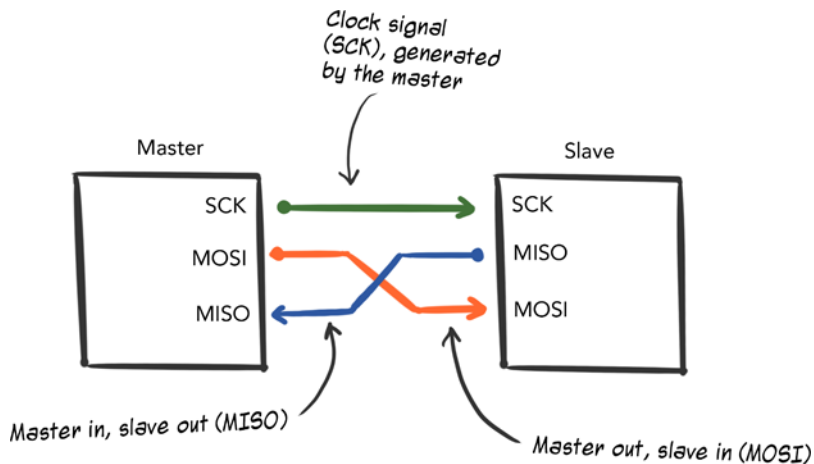 Clock signal
(SCK), generated
by the master
Master
Slave
SCK
SCK
MOSI
MISO
MISO
MOSI
Master in, slave out (MISO)
Master out, slave in (MOSI)